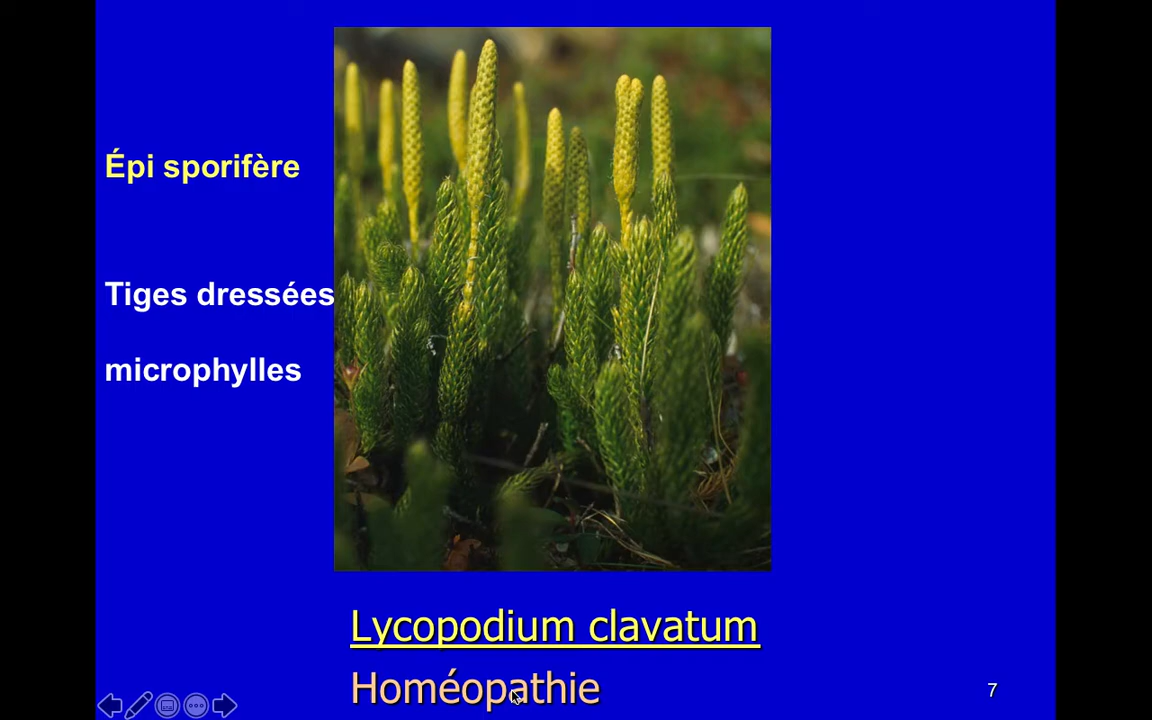 Épi sporifère
Tiges dressées
microphylles
Lycopodium clavatum
Homéopathie
7